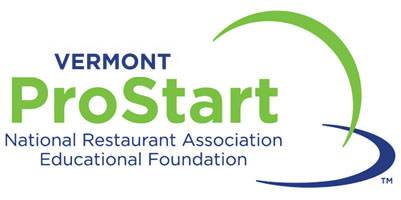 VERMONT
ProStart
National Restaurant Association
Educational Foundation
TM